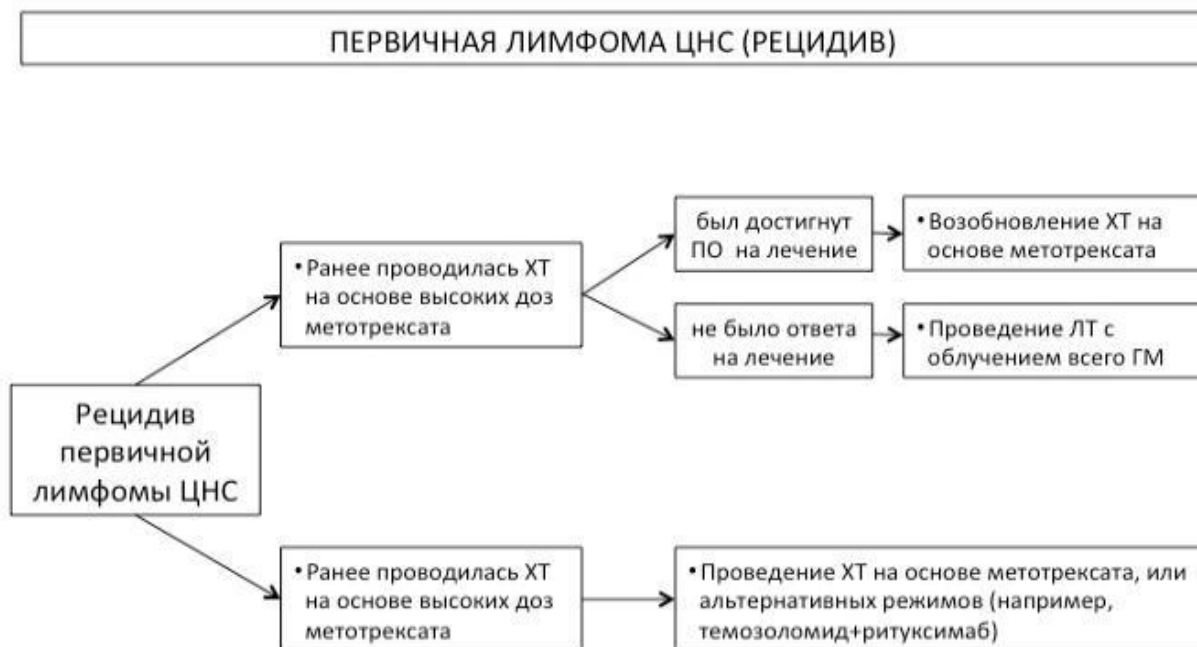 ПЕРВИЧНАЯ ЛИМФОМА ЦНС (РЕЦИДИВ)
Рецидив
первичной
лимфомы ЦНС
• Ранее проводилась ХТ
на основе высоких доз
метотрексата
был достигнут
ПО на лечение
• Возобновление ХТ на
основе метотрексата
не было ответа
на лечение
• Проведение ЛТ с
облучением всего ГМ
• Ранее проводилась ХТ
на основе высоких доз
метотрексата
• Проведение ХТ на основе метотрексата, или
альтернативных режимов (например,
темозоломид+ритуксимаб)